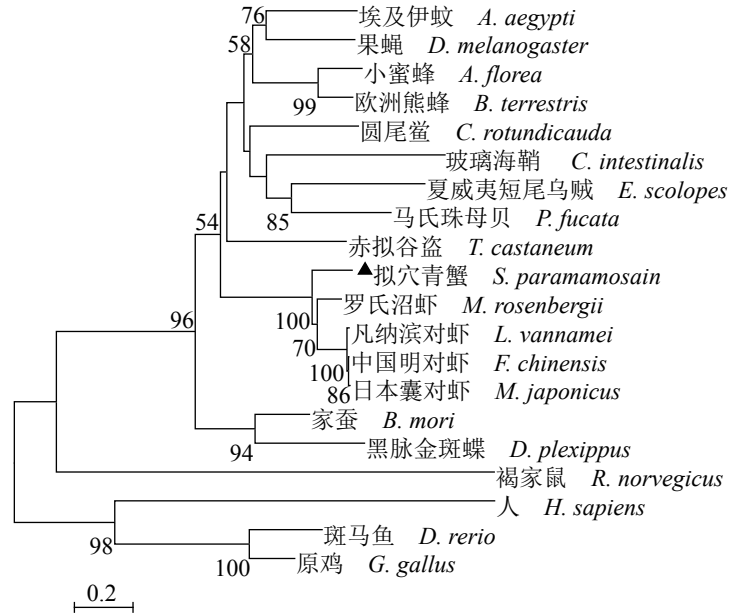 76
埃及伊蚊 A. aegypti
58
果蝇 D. melanogaster
小蜜蜂 A. florea
99
欧洲熊蜂 B. terrestris
圆尾鲎 C. rotundicauda
玻璃海鞘 C. intestinalis
夏威夷短尾乌贼 E. scolopes
85
马氏珠母贝 P. fucata
54
赤拟谷盗 T. castaneum
▲拟穴青蟹 S. paramamosain
罗氏沼虾 M. rosenbergii
96
100
凡纳滨对虾 L. vannamei
70
中国明对虾 F. chinensis
100
日本囊对虾 M. japonicus
86
家蚕 B. mori
94
黑脉金斑蝶 D. plexippus
褐家鼠 R. norvegicus
人 H. sapiens
98
斑马鱼 D. rerio
100
原鸡 G. gallus
0.2